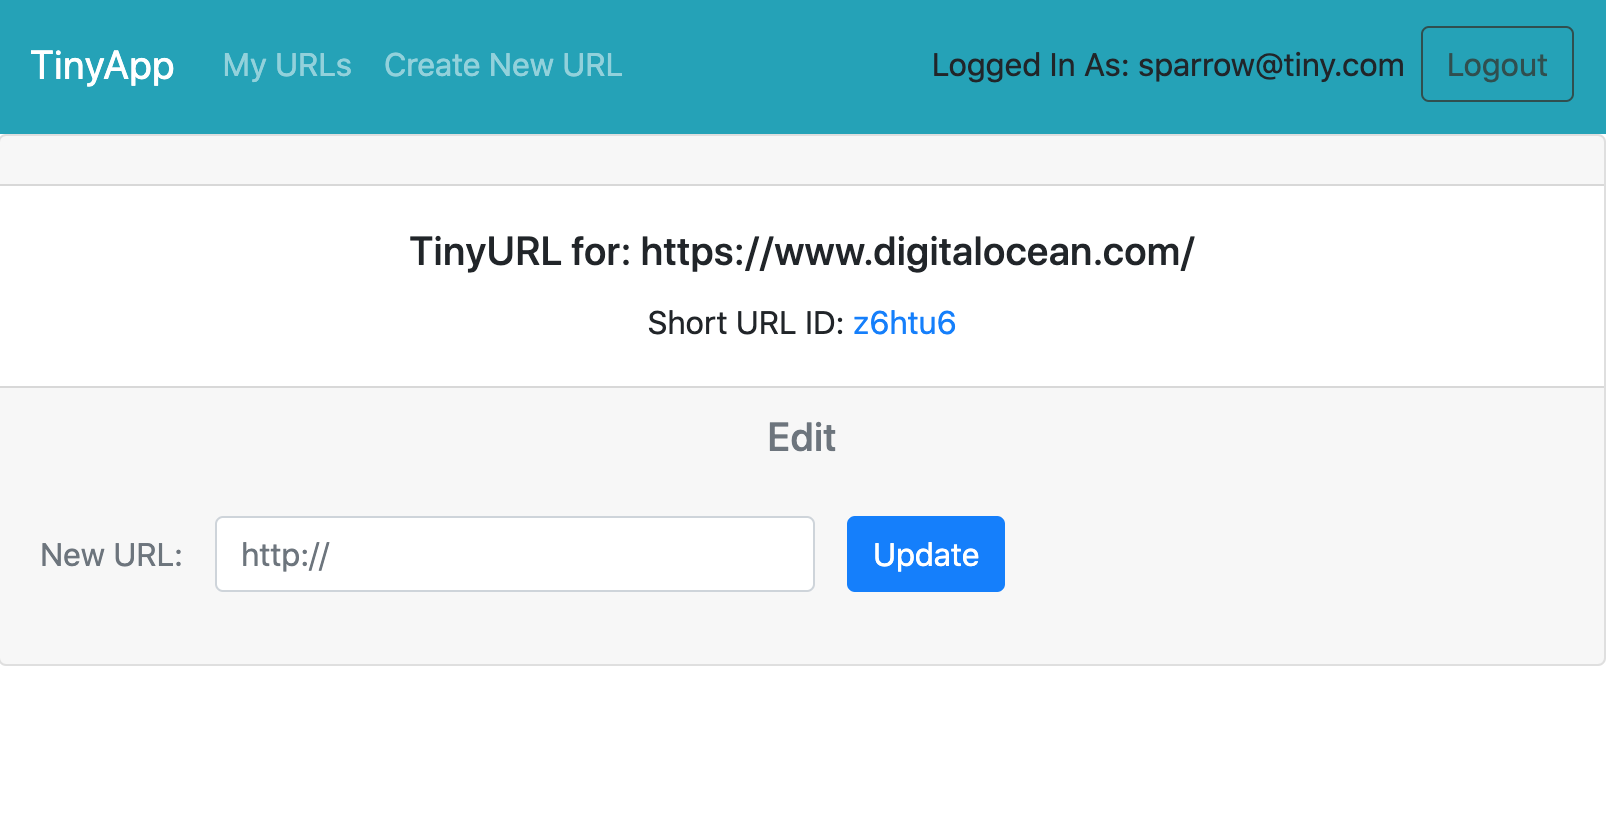 TinyApp My URLs Create New URL Logged In As: sparrow@tiny.com Logout
TinyURL for: https://www.digitalocean.com/
Short URL ID: z6htu6
Edit
New URL: http:// Update